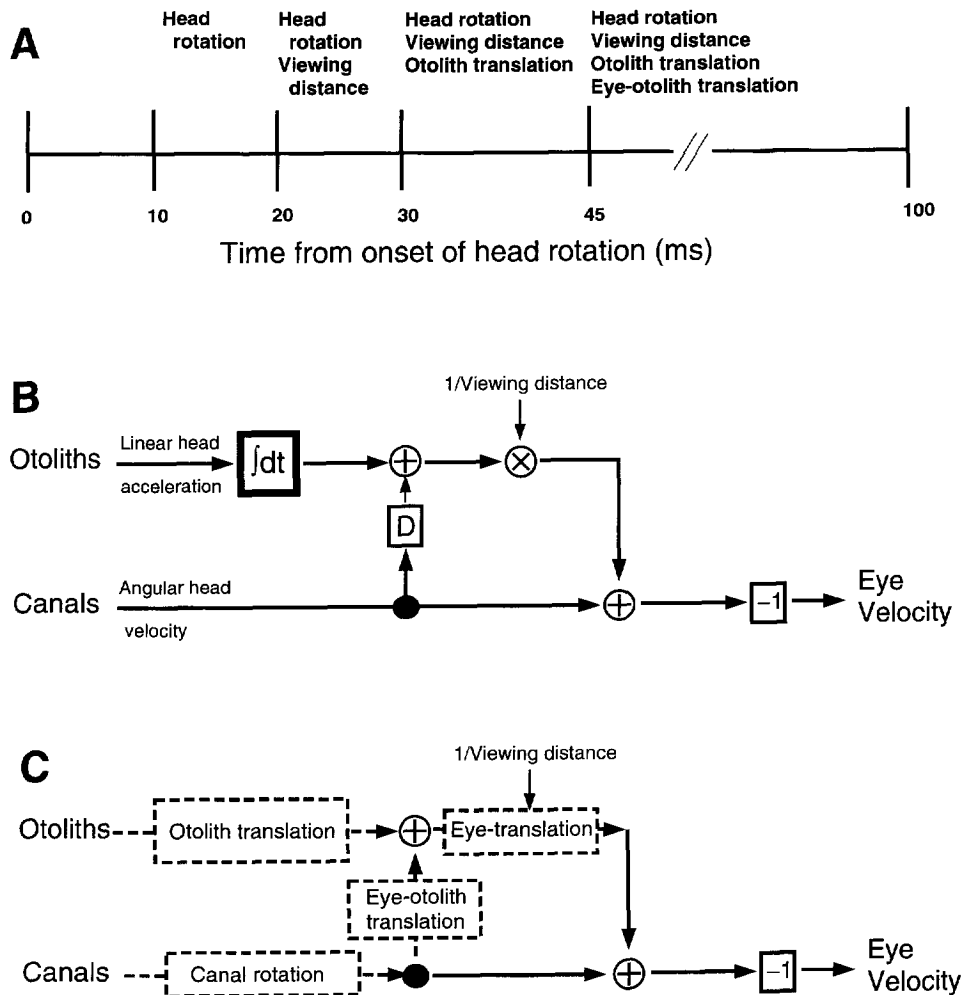 A
Head
rotation
Head
rotation
Viewing
distance
Head rotation
Viewing distance
Otolith translation
Head rotation
Viewing distance
Otolith translation
Eye-otolith translation
0
10
20
30
45
100
Time from onset of head rotation (ms)
B
1/Viewing distance
Otoliths
Linear head
acceleration
∫dt
+
×
D
Canals
Angular head
velocity
+
−1
Eye
Velocity
C
1/Viewing distance
Otoliths
Otolith translation
+
Eye-translation
Eye-otolith
translation
Canals
Canal rotation
+
−1
Eye
Velocity